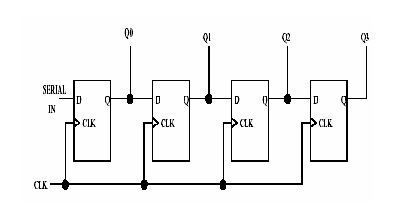 Q0 Q1 Q2 Q3
SERIAL IN
D Q D Q D Q D Q
CLK CLK CLK CLK
CLK